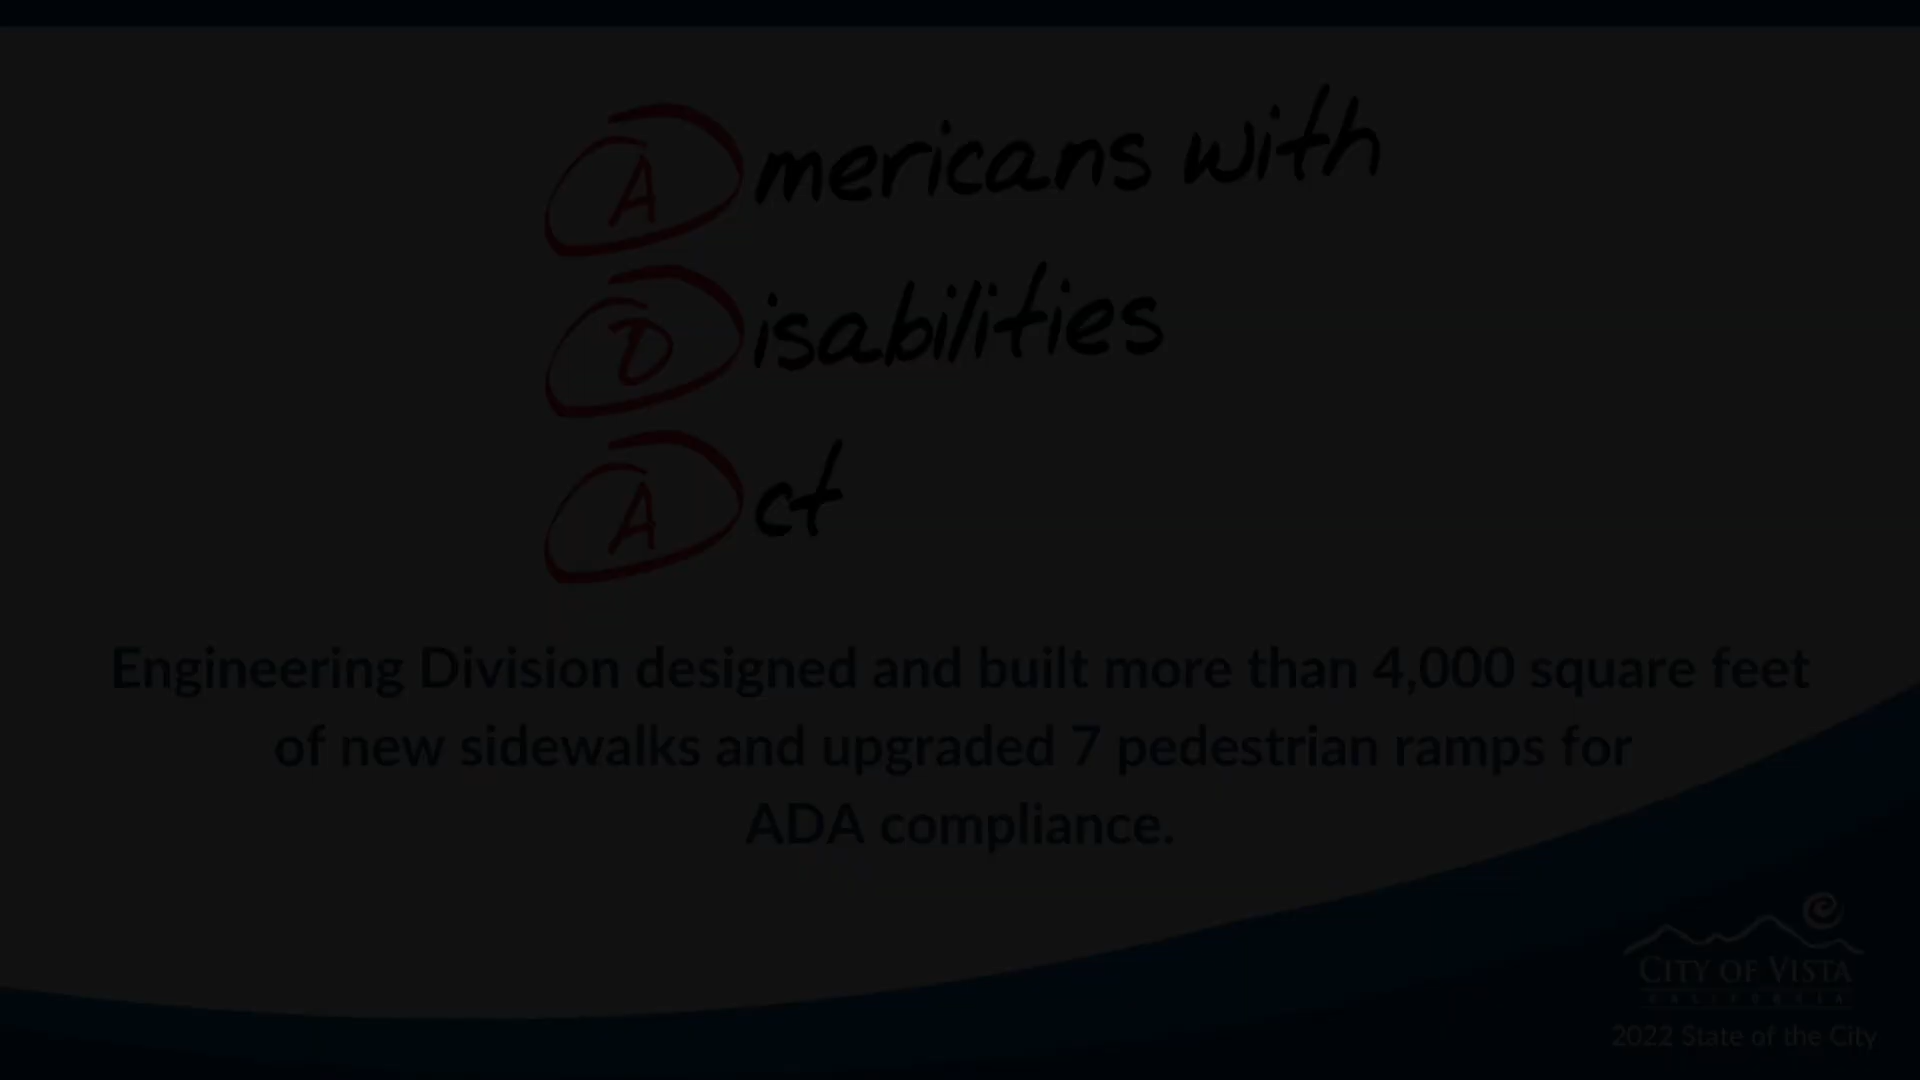 Americans with
Disabilities
Act
Engineering Division designed and built more than 4,000 square feet
of new sidewalks and upgraded 7 pedestrian ramps for
ADA compliance.
CITY OF VISTA
CALIFORNIA
2022 State of the City